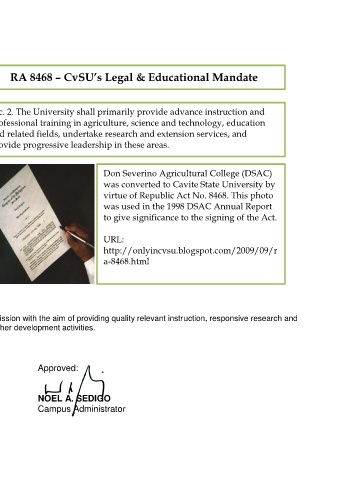 RA 8468 – CvSU's Legal & Educational Mandate
c. 2. The University shall primarily provide advance instruction and
ofessional training in agriculture, science and technology, education
d related fields, undertake research and extension services, and
ovide progressive leadership in these areas.
Don Severino Agricultural College (DSAC)
was converted to Cavite State University by
virtue of Republic Act No. 8468. This photo
was used in the 1998 DSAC Annual Report
to give significance to the signing of the Act.
URL:
http://onlyincvsu.blogspot.com/2009/09/r
a-8468.html
ission with the aim of providing quality relevant instruction, responsive research and
her development activities.
Approved:
NOEL A. SEDIGO
Campus Administrator